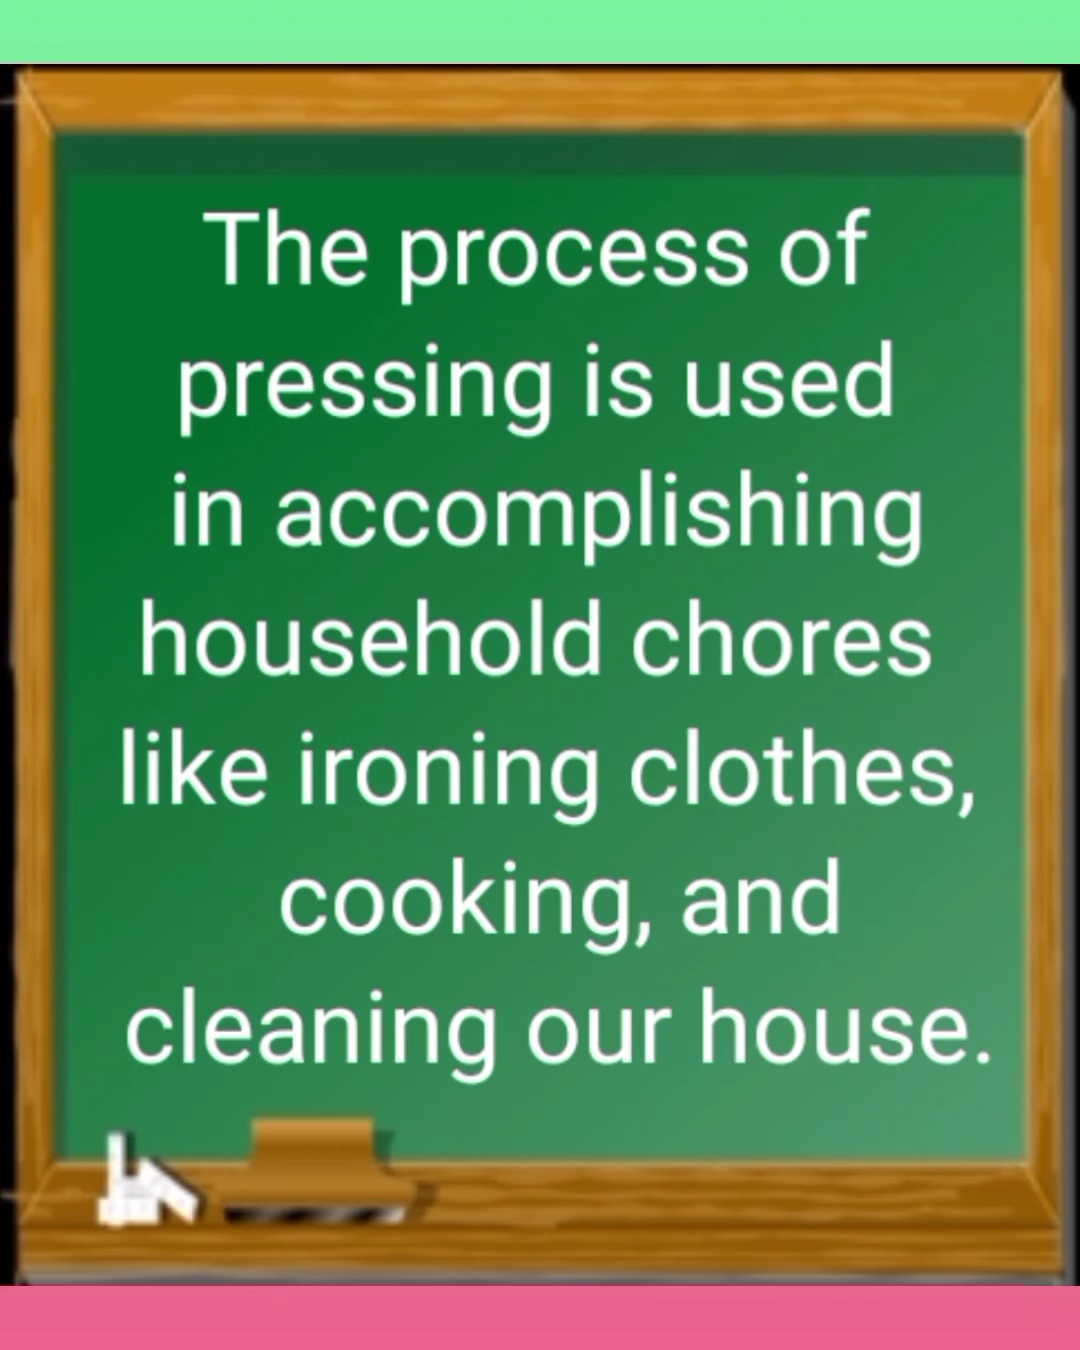 The process of
pressing is used
in accomplishing
household chores
like ironing clothes,
cooking, and
cleaning our house.